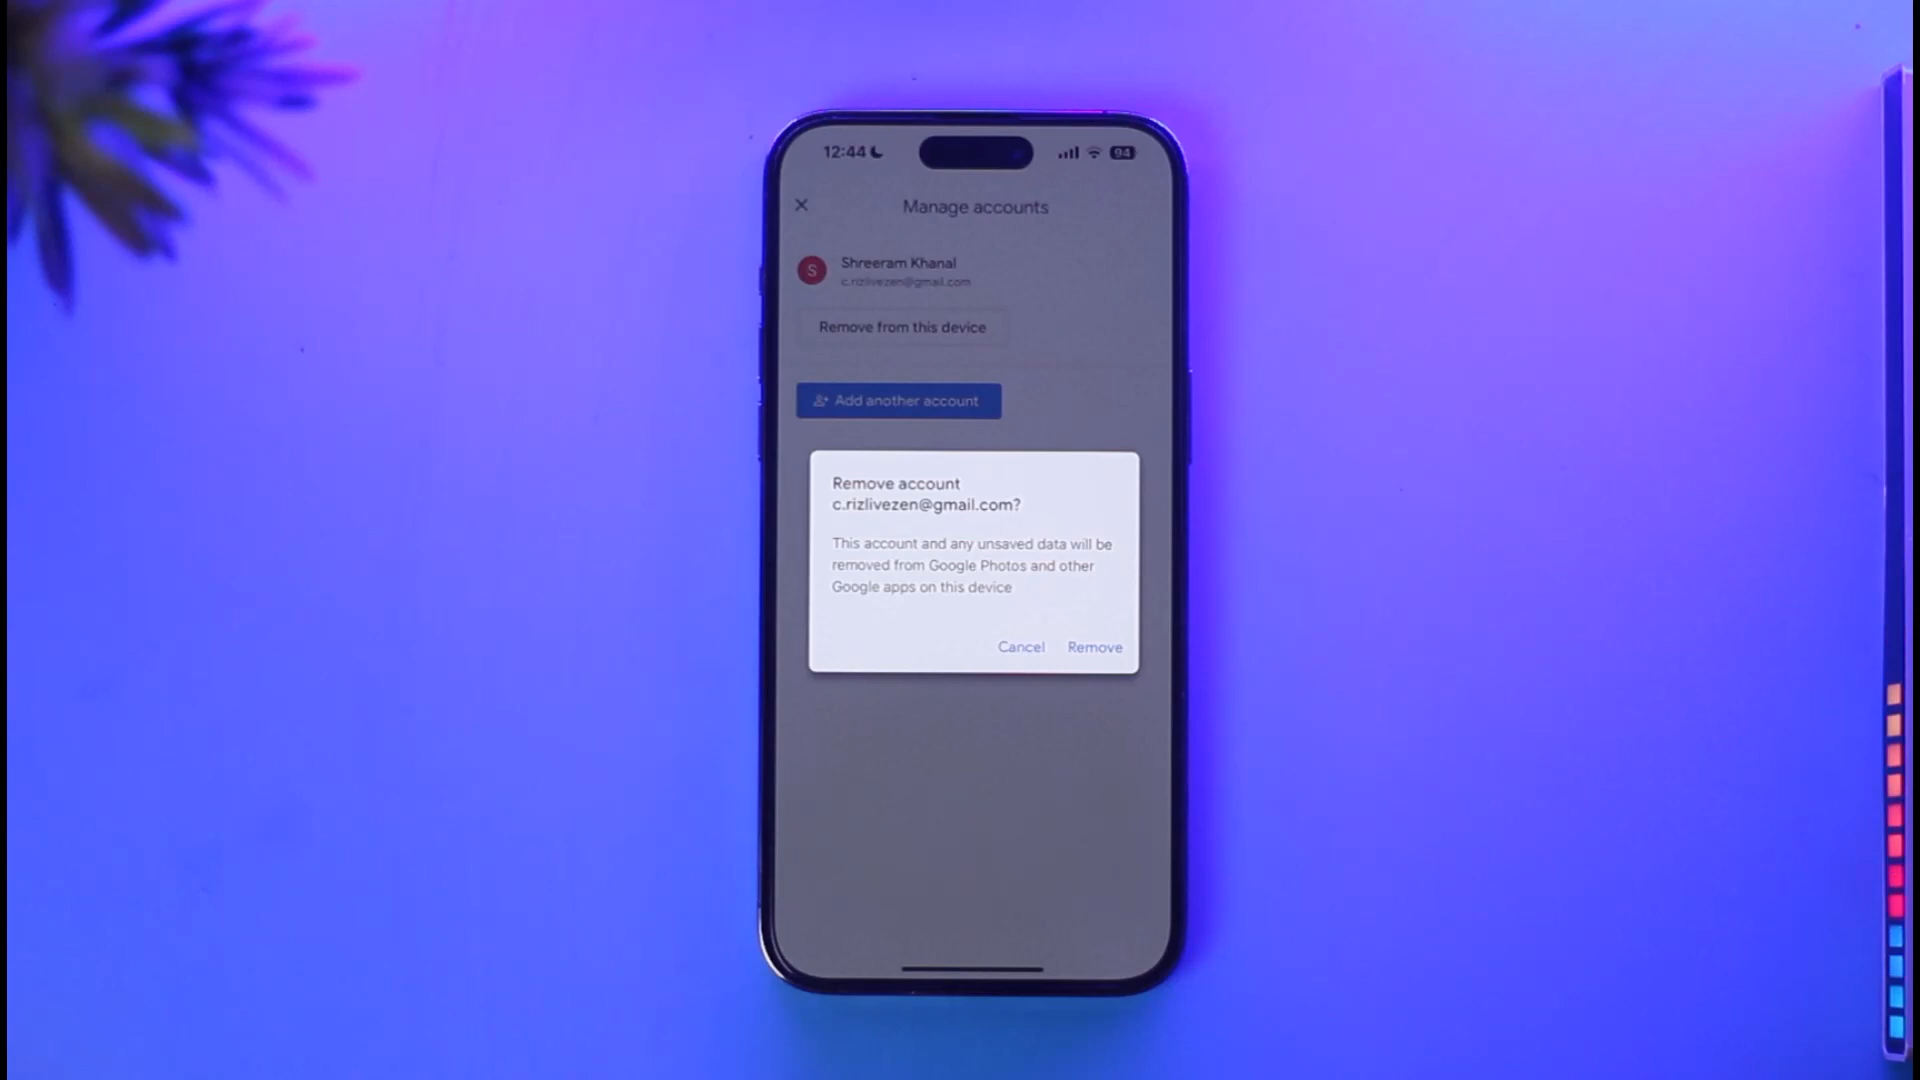 12:44
94
Manage accounts
S
Shreeram Khanal
c.rizlivezen@gmail.com
Remove from this device
Add another account
Remove account
c.rizlivezen@gmail.com?
This account and any unsaved data will be
removed from Google Photos and other
Google apps on this device
Cancel
Remove